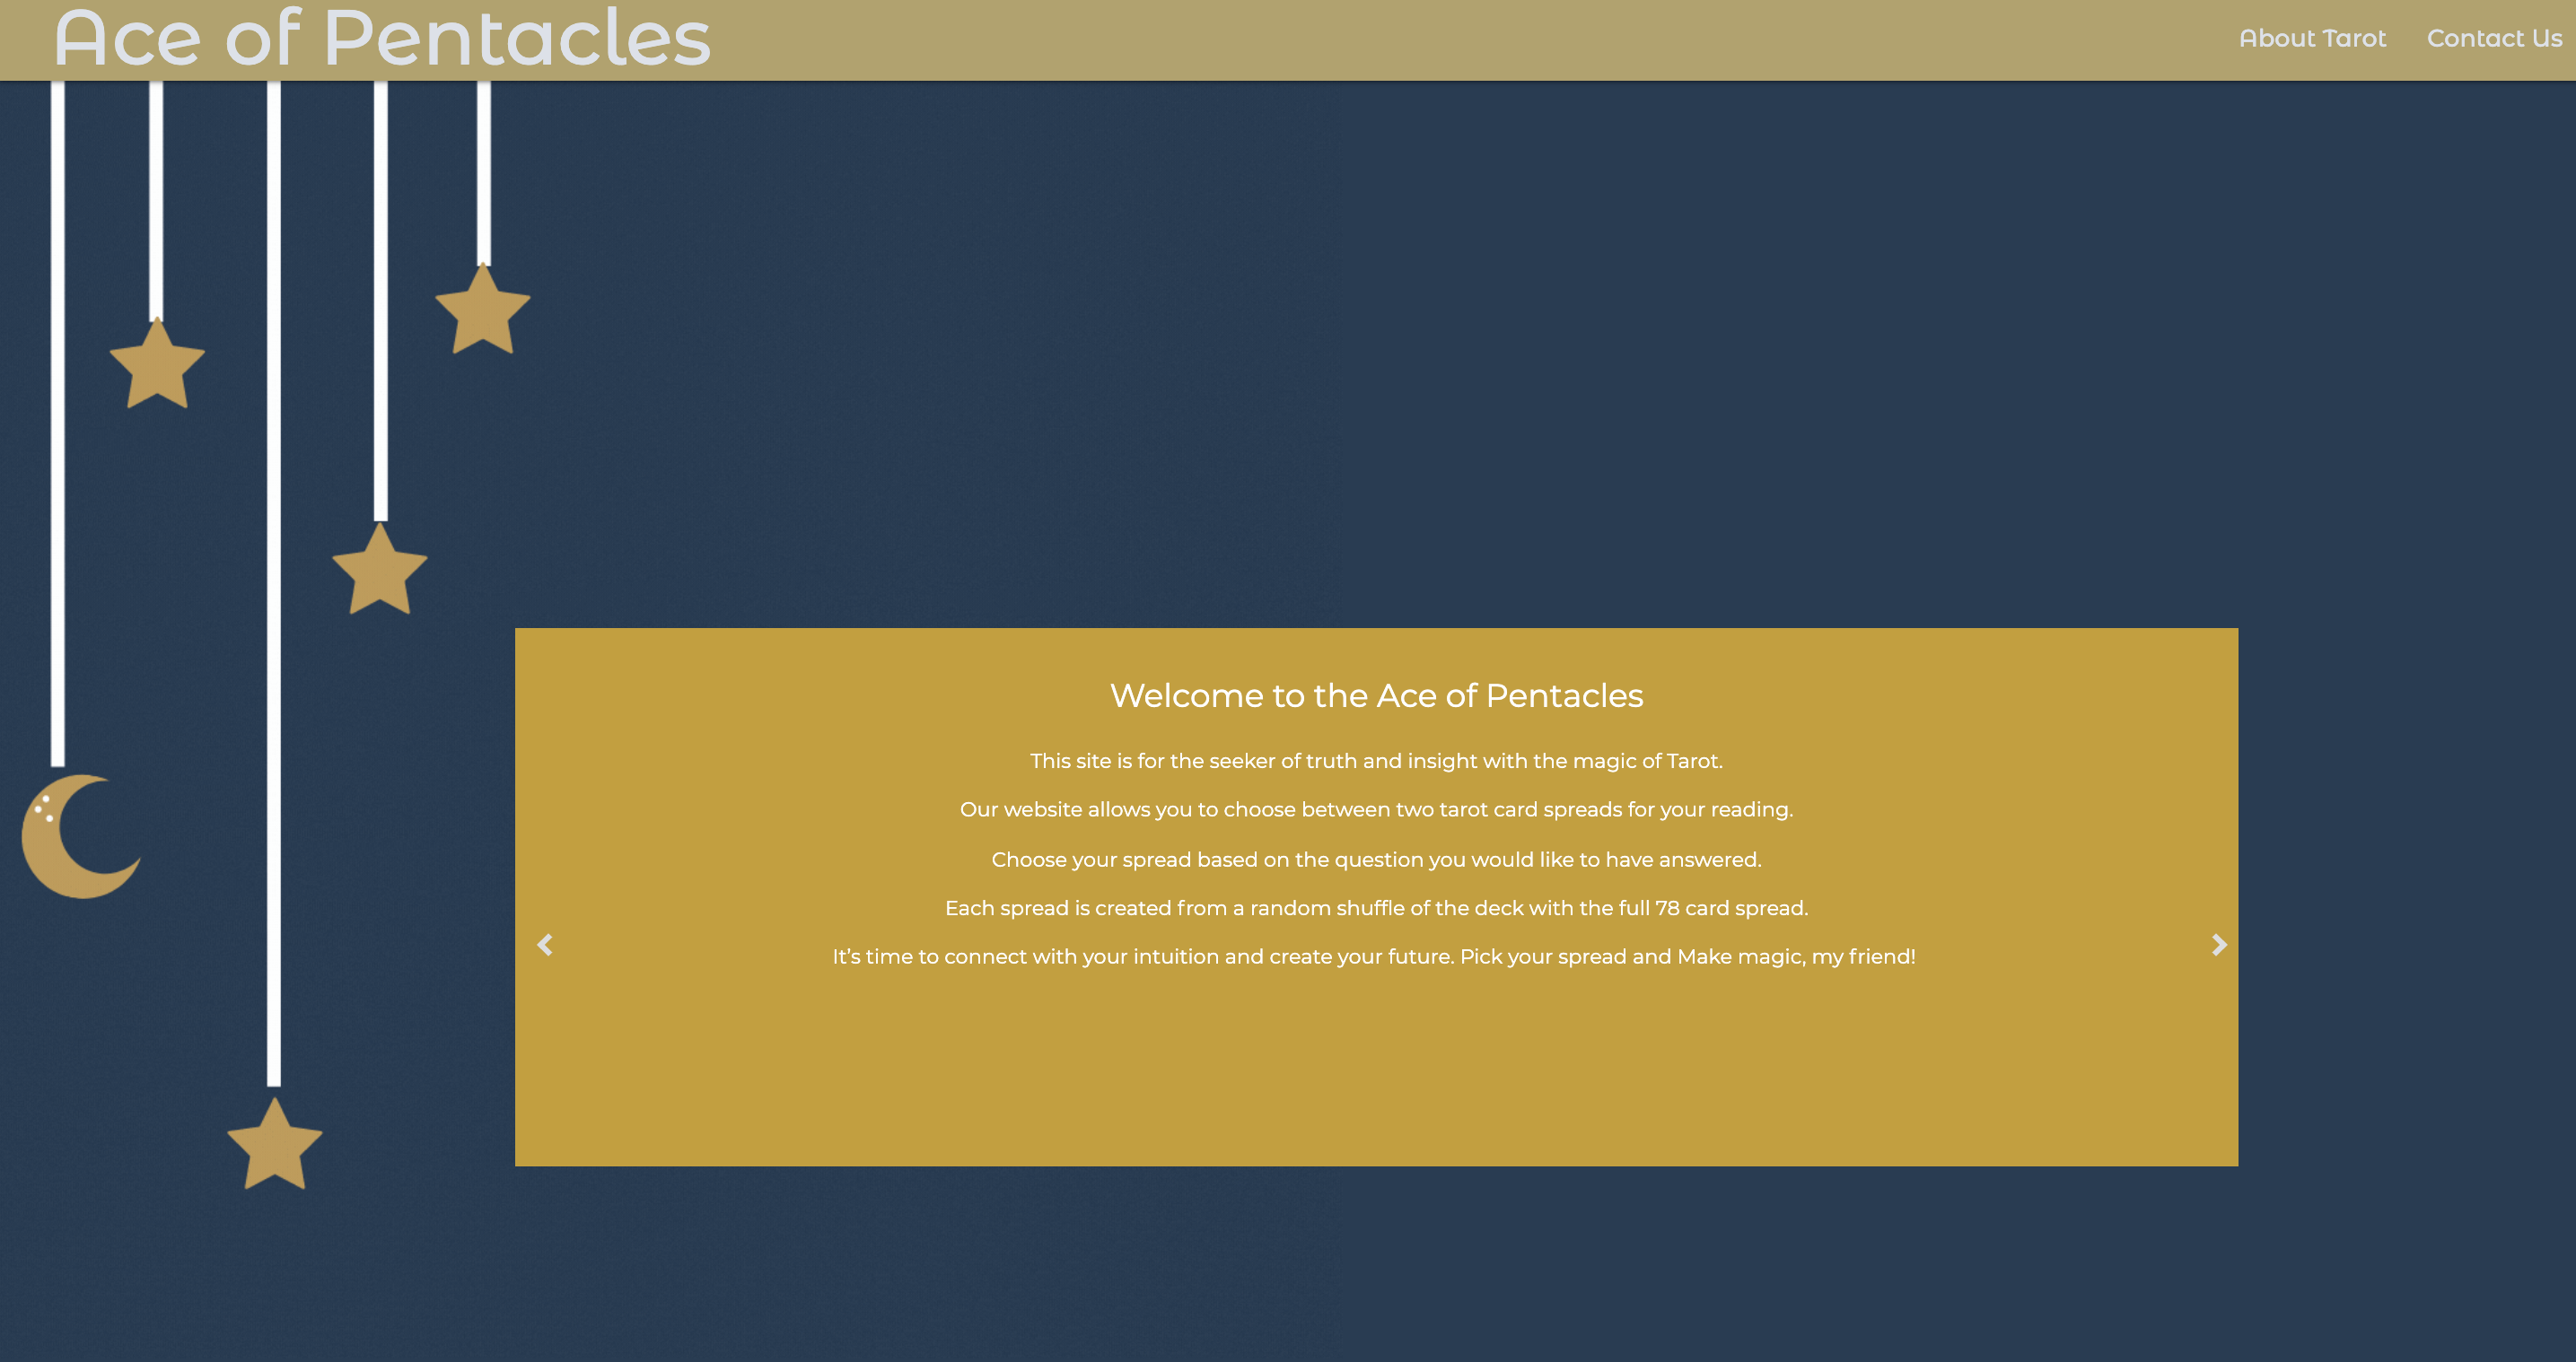 Ace of Pentacles
About Tarot
Contact Us
Welcome to the Ace of Pentacles
This site is for the seeker of truth and insight with the magic of Tarot.
Our website allows you to choose between two tarot card spreads for your reading.
Choose your spread based on the question you would like to have answered.
Each spread is created from a random shuffle of the deck with the full 78 card spread.
It’s time to connect with your intuition and create your future. Pick your spread and Make magic, my friend!